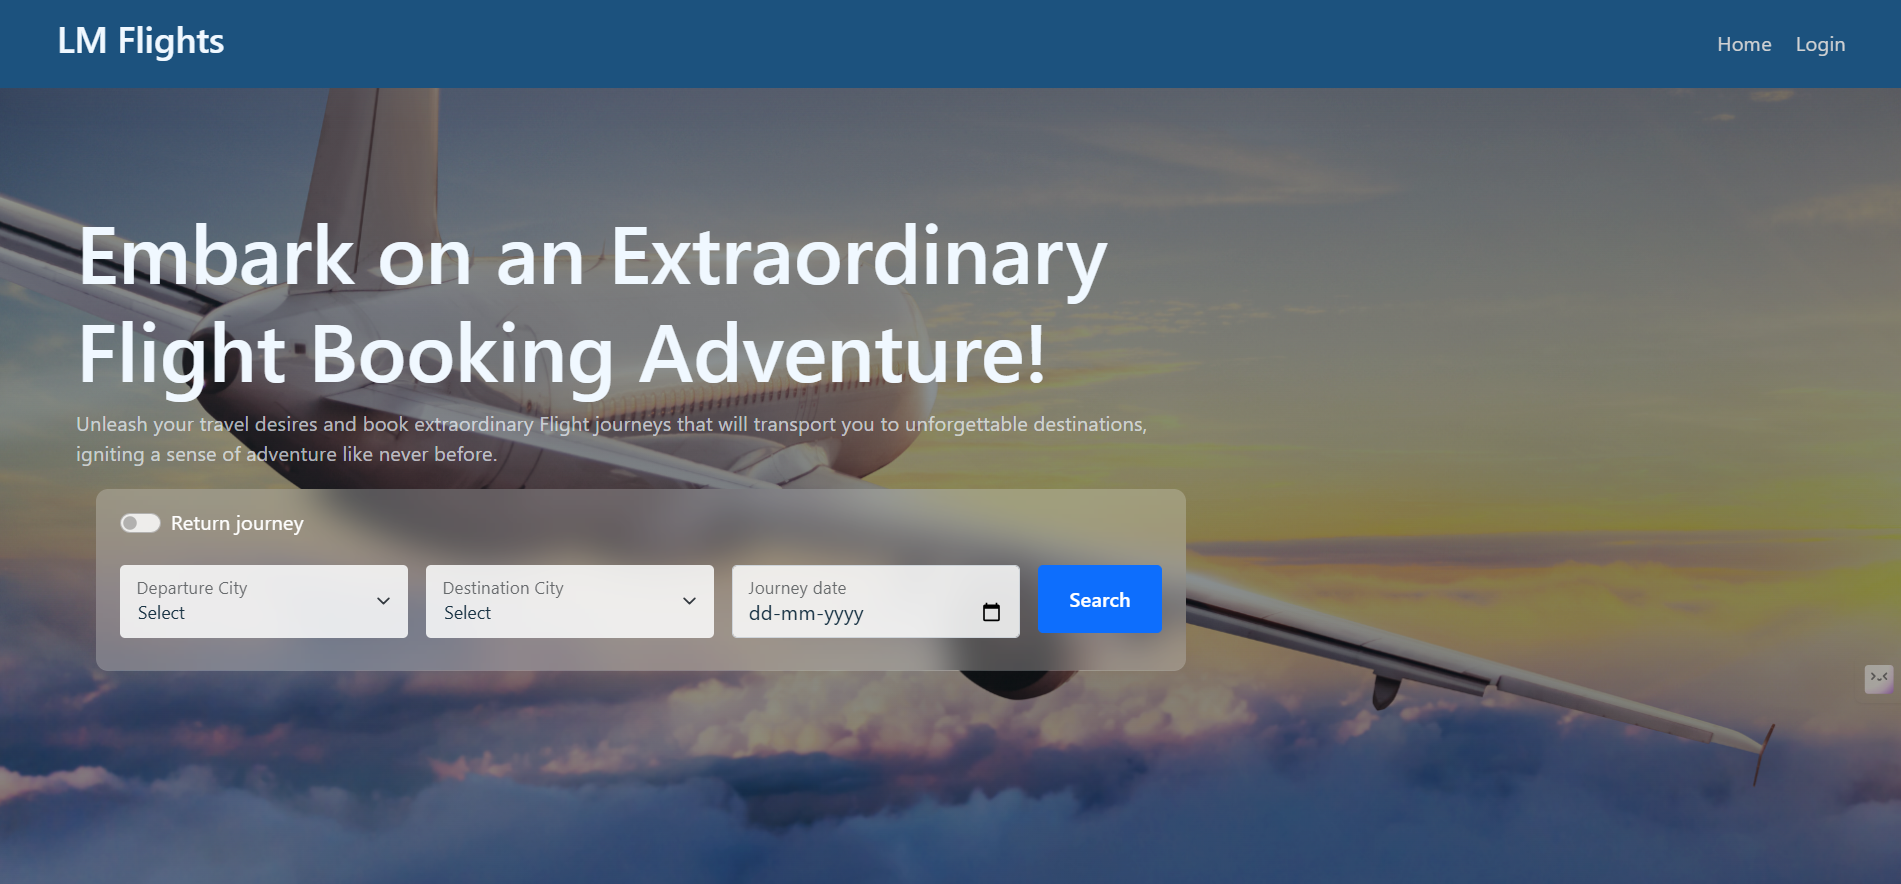 LM Flights
Home
Login
Embark on an Extraordinary
Flight Booking Adventure!
Unleash your travel desires and book extraordinary Flight journeys that will transport you to unforgettable destinations,
igniting a sense of adventure like never before.
Return journey
Departure City
Select
Destination City
Select
Journey date
dd-mm-yyyy
Search